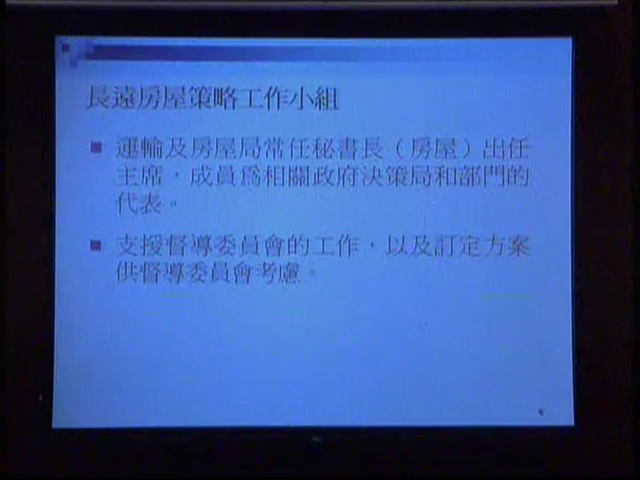 長遠房屋策略工作小組
運輸及房屋局常任秘書長（房屋）出任
主席，成員為相關政府決策局和部門的
代表。
支援督導委員會的工作，以及訂定方案
供督導委員會考慮。